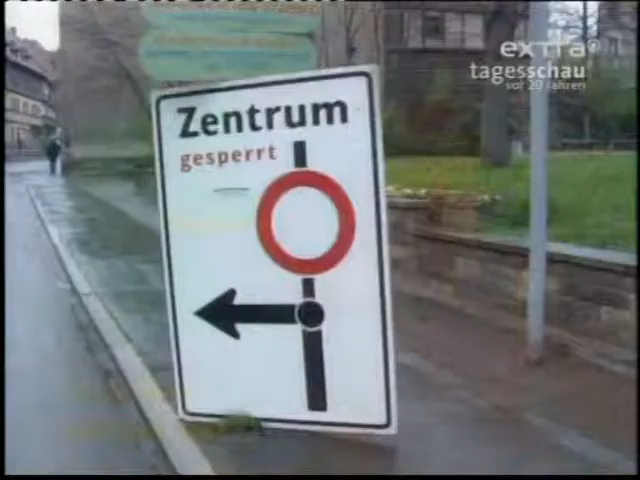 extra
tagesschau
vor 20 Jahren
Zentrum
gesperrt